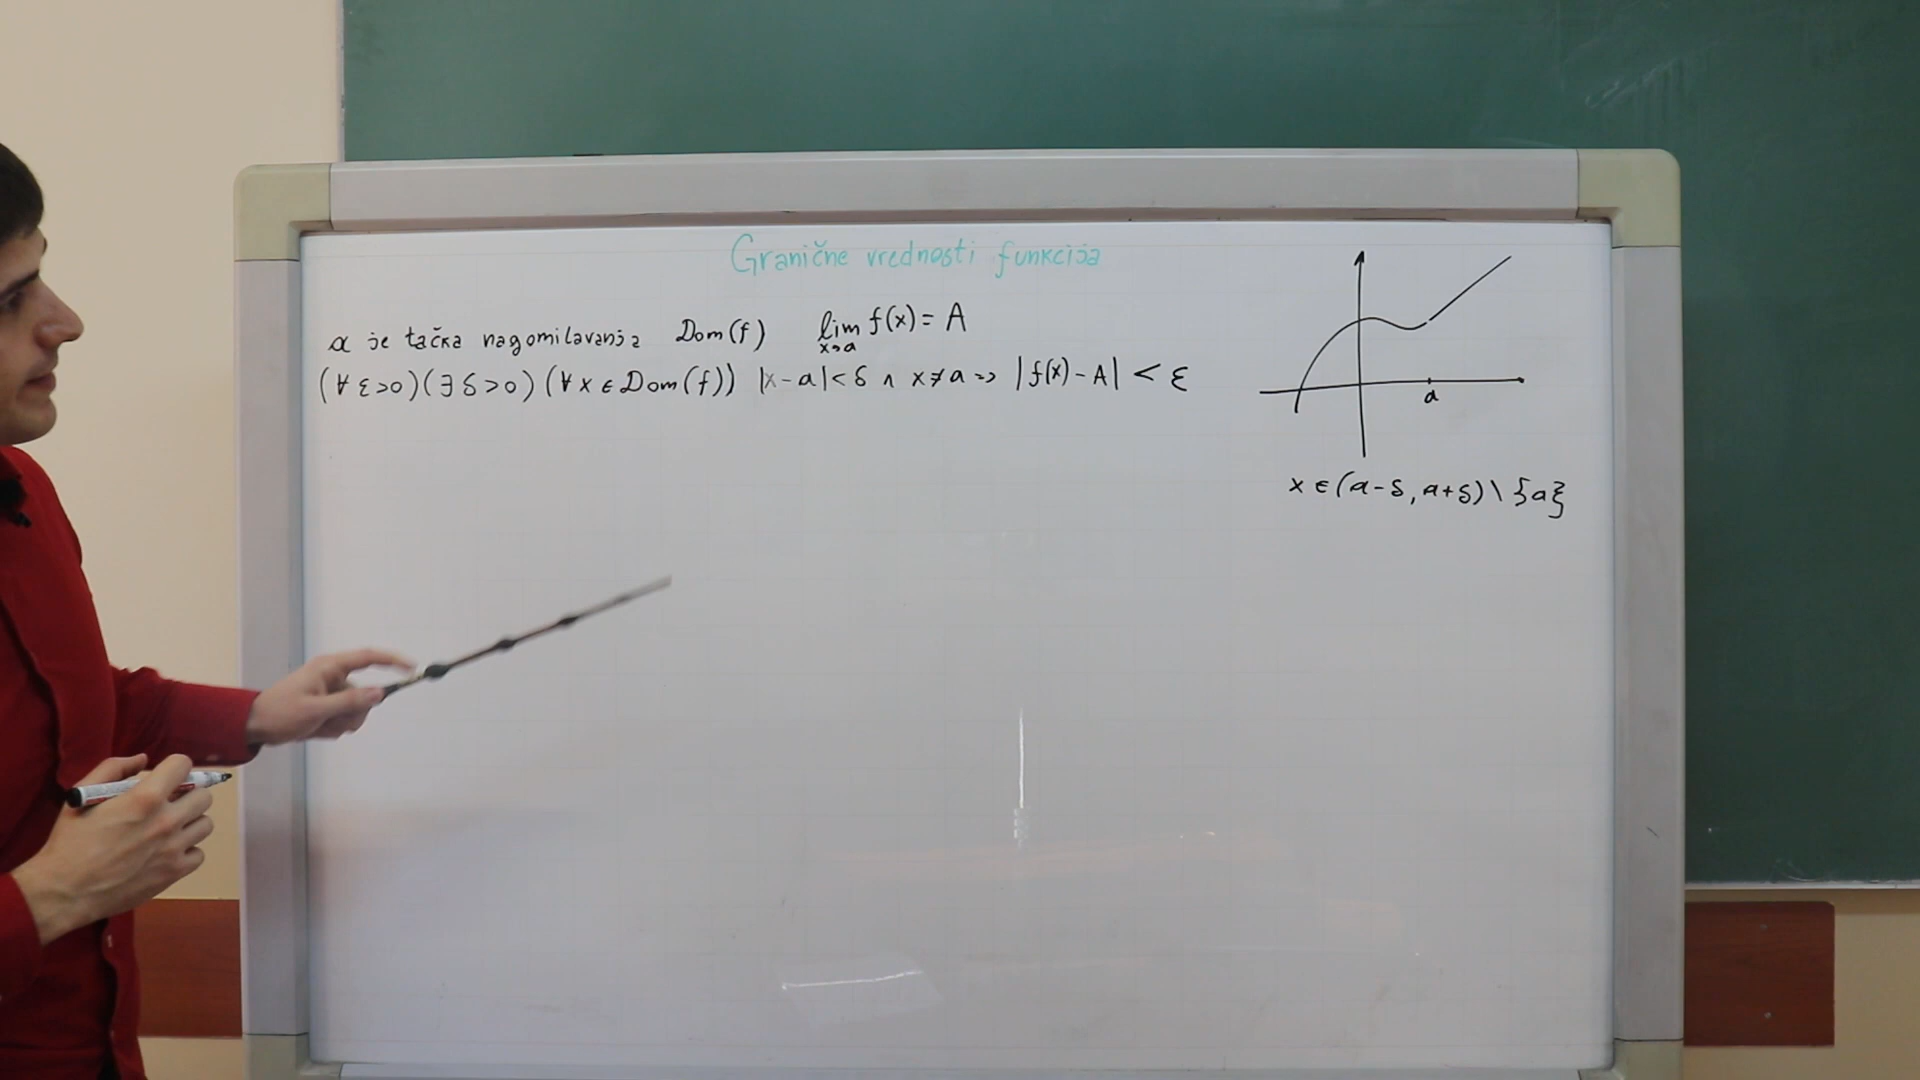 Granične vrednosti funkcija
a je tačka nagomilavanja Dom(f) lim x→a f(x) = A
(∀ ε>0)(∃ δ>0)(∀ x ∈ Dom(f)) |x-a|<δ ∧ x≠a => |f(x)-A| < ε
a
x ∈ (a-δ, a+δ) \ {a}